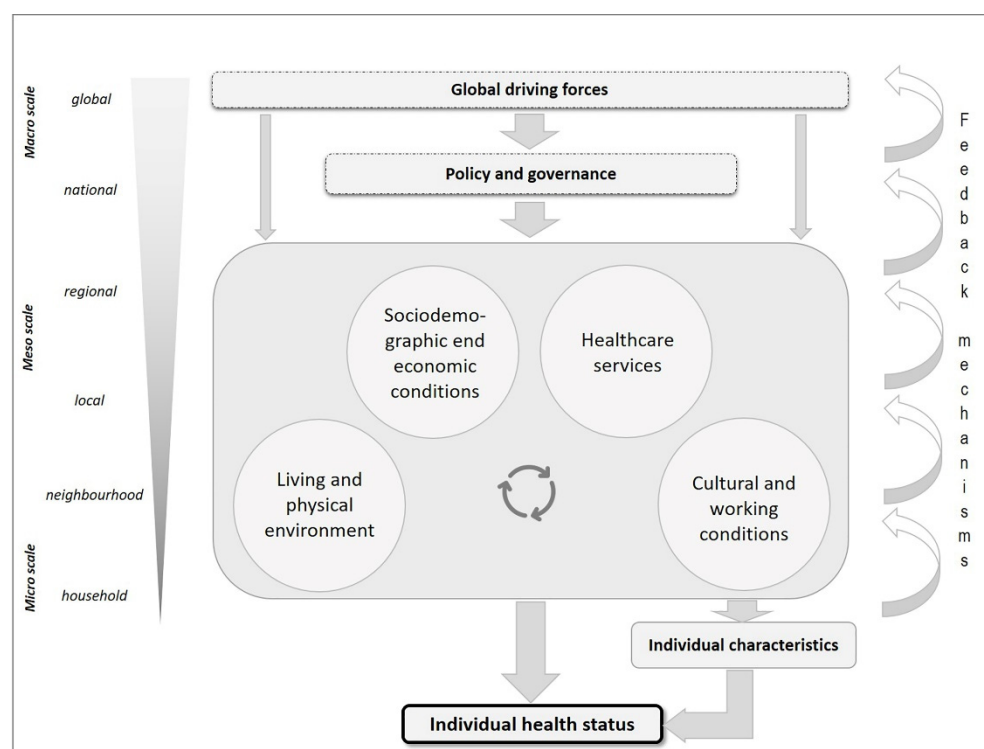 Macro scale
global
national
Meso scale
regional
local
neighbourhood
Micro scale
household
Global driving forces
Policy and governance
Sociodemo-
graphic end
economic
conditions
Healthcare
services
Living and
physical
environment
Cultural and
working
conditions
Individual characteristics
Individual health status
Feedback mechanisms